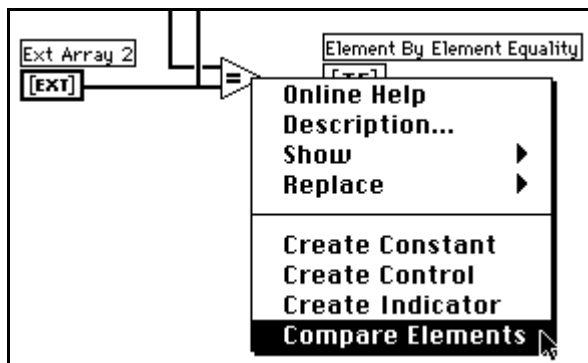 Ext Array 2
Element By Element Equality
[EXT]
=
Online Help
Description...
Show
Replace
Create Constant
Create Control
Create Indicator
Compare Elements